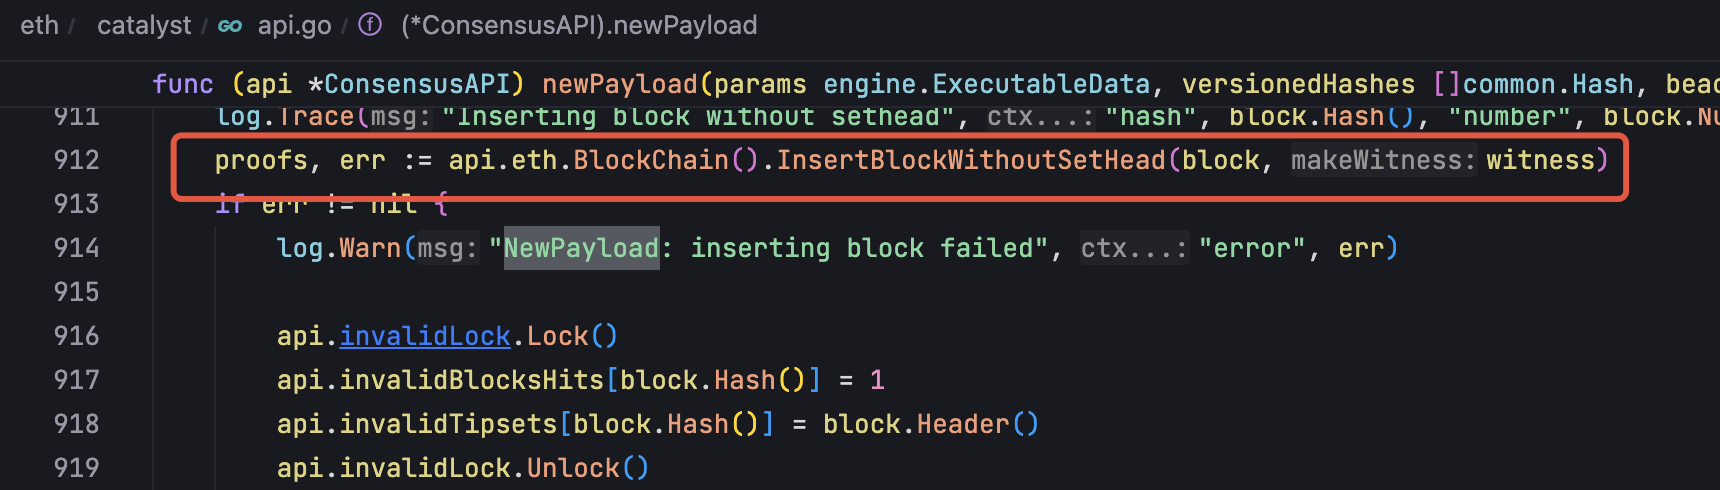 eth / catalyst / GO api.go / f (*ConsensusAPI).newPayload
func (api *ConsensusAPI) newPayload(params engine.ExecutableData, versionedHashes []common.Hash, beac
911 log.Trace(msg: "Inserting block without sethead", ctx...: "hash", block.Hash(), "number", block.Nu
912 proofs, err := api.eth.BlockChain().InsertBlockWithoutSetHead(block, makeWitness: witness)
913 if err != nil {
914 log.Warn(msg: "NewPayload: inserting block failed", ctx...: "error", err)
915
916 api.invalidLock.Lock()
917 api.invalidBlocksHits[block.Hash()] = 1
918 api.invalidTipsets[block.Hash()] = block.Header()
919 api.invalidLock.Unlock()